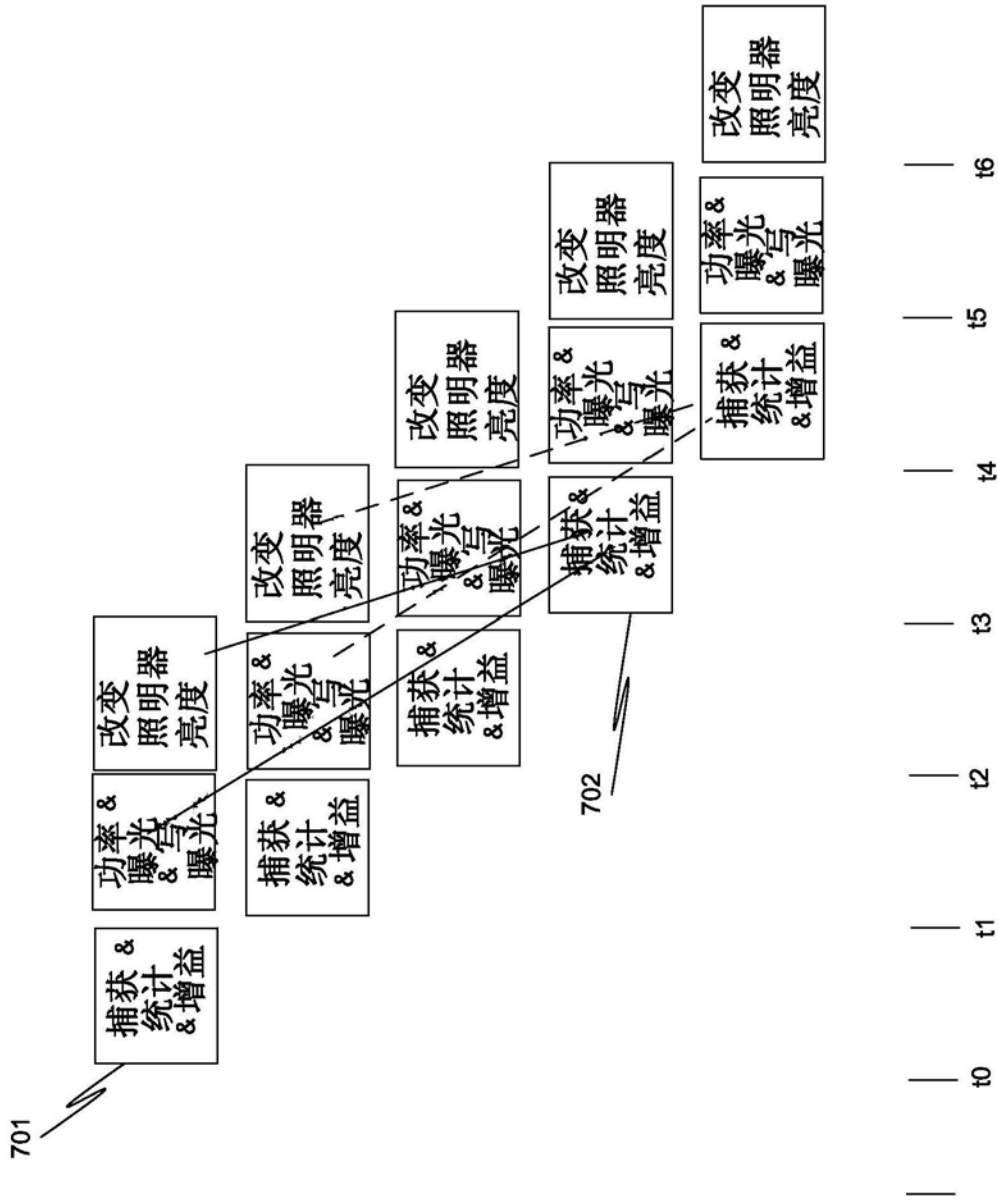 701
捕获 &
统计
& 增益
功率 &
曝光
& 写
曝光
改变
照明器
亮度
捕获 &
统计
& 增益
功率 &
曝光
& 写
曝光
改变
照明器
亮度
捕获 &
统计
& 增益
功率 &
曝光
& 写
曝光
改变
照明器
亮度
702
捕获 &
统计
& 增益
功率 &
曝光
& 写
曝光
改变
照明器
亮度
捕获 &
统计
& 增益
功率 &
曝光
& 写
曝光
改变
照明器
亮度
t0 t1 t2 t3 t4 t5 t6